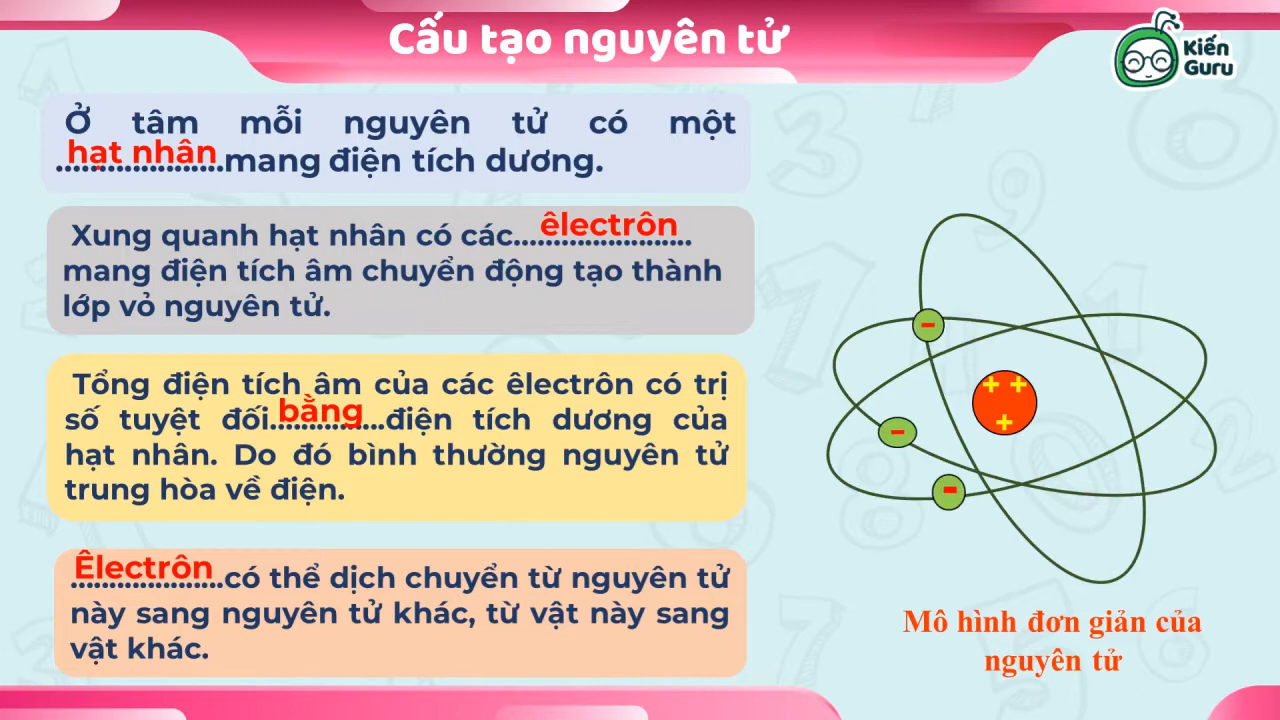 Cấu tạo nguyên tử
Kiến
Guru
Ở tâm mỗi nguyên tử có một
hạt nhân
....................mang điện tích dương.
êlectrôn
Xung quanh hạt nhân có các.......................
mang điện tích âm chuyển động tạo thành
lớp vỏ nguyên tử.
Tổng điện tích âm của các êlectrôn có trị
bằng
số tuyệt đối...............điện tích dương của
hạt nhân. Do đó bình thường nguyên tử
trung hòa về điện.
Êlectrôn
....................có thể dịch chuyển từ nguyên tử
này sang nguyên tử khác, từ vật này sang
vật khác.
-
+ +
+
-
-
Mô hình đơn giản của
nguyên tử